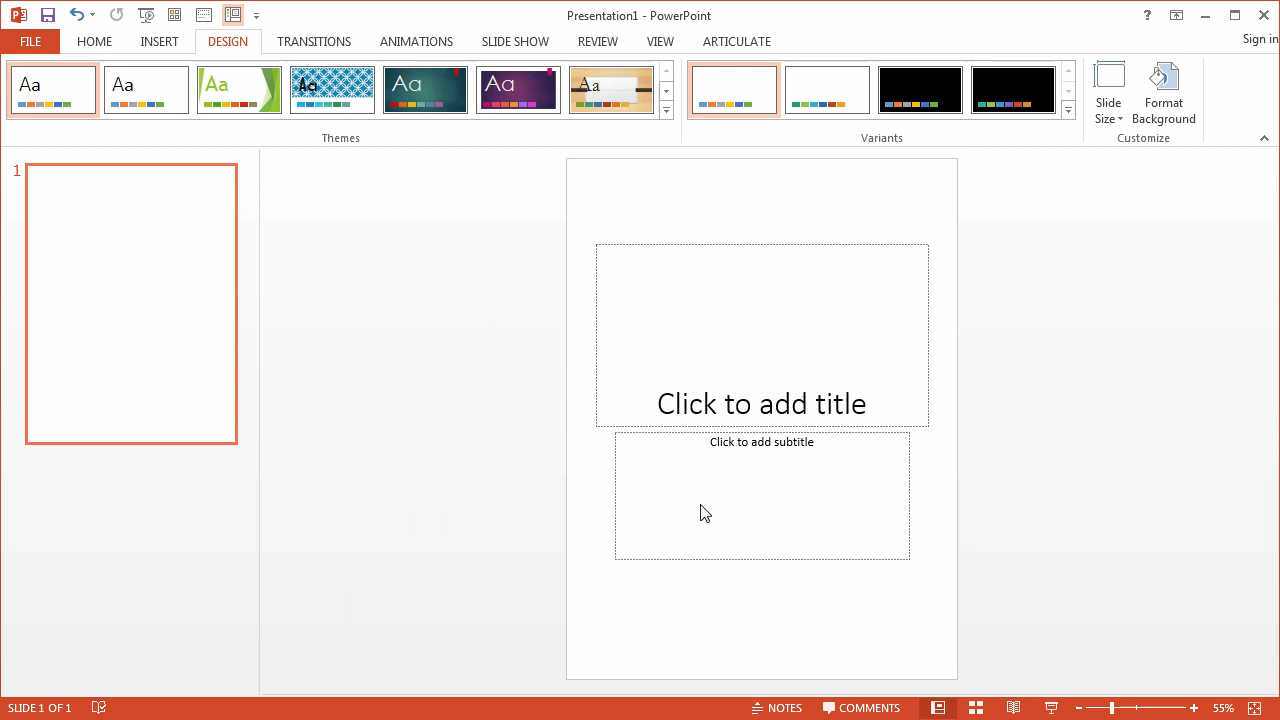 Presentation1 - PowerPoint
?
Sign in
FILE HOME INSERT DESIGN TRANSITIONS ANIMATIONS SLIDE SHOW REVIEW VIEW ARTICULATE
Aa Aa Aa Aa Aa Aa Aa
Slide Size
Format Background
Themes Variants Customize
1
Click to add title
Click to add subtitle
SLIDE 1 OF 1 NOTES COMMENTS 55%